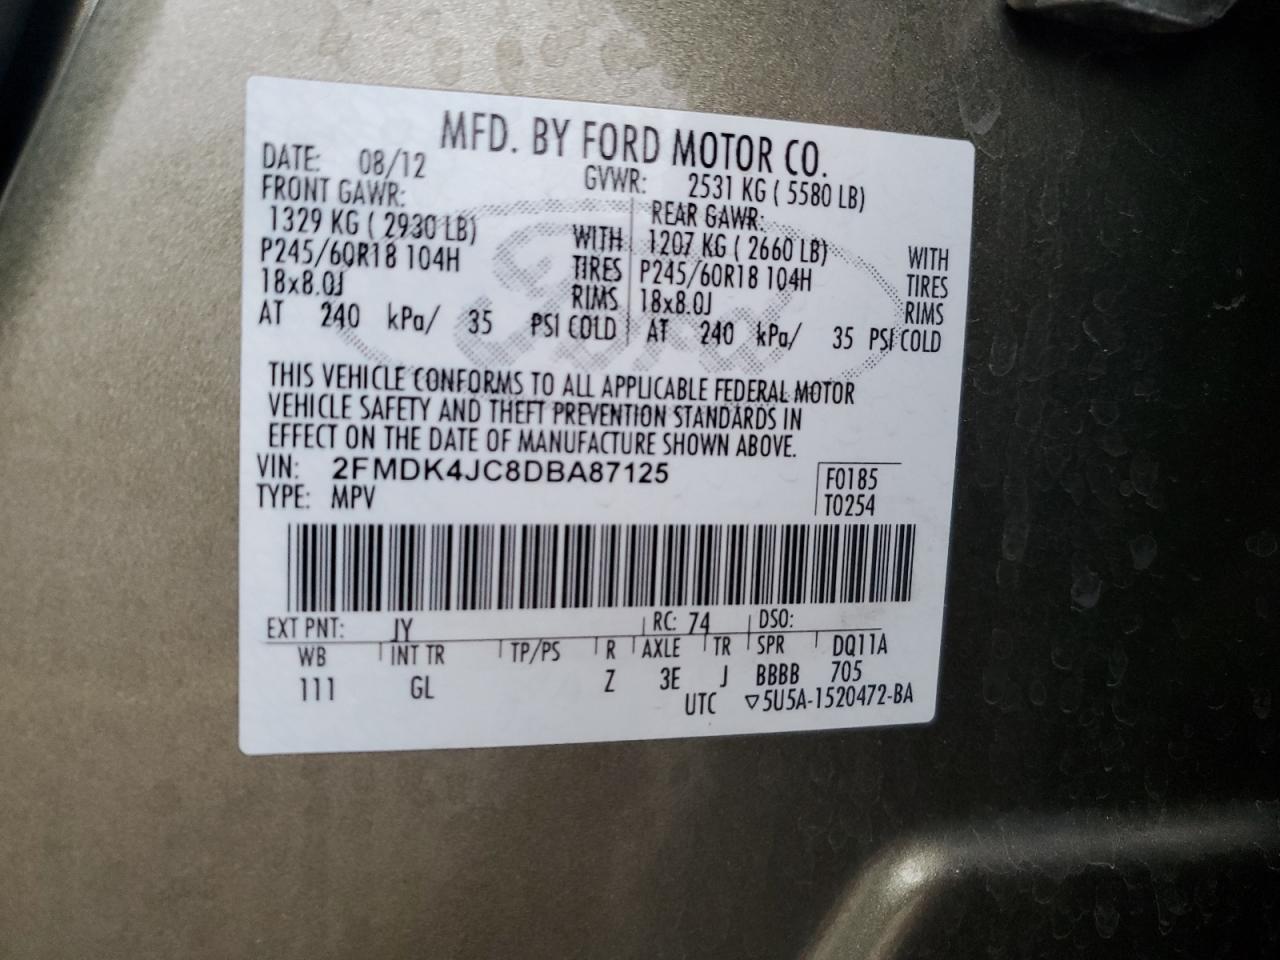 MFD. BY FORD MOTOR CO.
DATE: 08/12 GVWR: 2531 KG ( 5580 LB)
FRONT GAWR: REAR GAWR:
1329 KG ( 2930 LB) WITH 1207 KG ( 2660 LB) WITH
P245/60R18 104H TIRES P245/60R18 104H TIRES
18x8.0J RIMS 18x8.0J RIMS
AT 240 kPa/ 35 PSI COLD AT 240 kPa/ 35 PSI COLD
Ford
THIS VEHICLE CONFORMS TO ALL APPLICABLE FEDERAL MOTOR
VEHICLE SAFETY AND THEFT PREVENTION STANDARDS IN
EFFECT ON THE DATE OF MANUFACTURE SHOWN ABOVE.
VIN: 2FMDK4JC8DBA87125 F0185
TYPE: MPV T0254
EXT PNT: JY RC: 74 DSO:
WB INT TR TP/PS R AXLE TR SPR DQ11A
111 GL Z 3E J BBBB 705
UTC ▽5U5A-1520472-BA